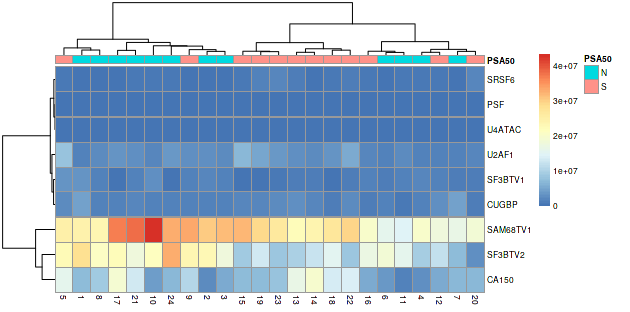 PSA50
SRSF6
PSF
U4ATAC
U2AF1
SF3BTV1
CUGBP
SAM68TV1
SF3BTV2
CA150
5 1 8 17 21 10 24 9 2 3 15 19 23 13 14 18 22 16 6 11 4 12 7 20
4e+07
3e+07
2e+07
1e+07
0
PSA50
N
S